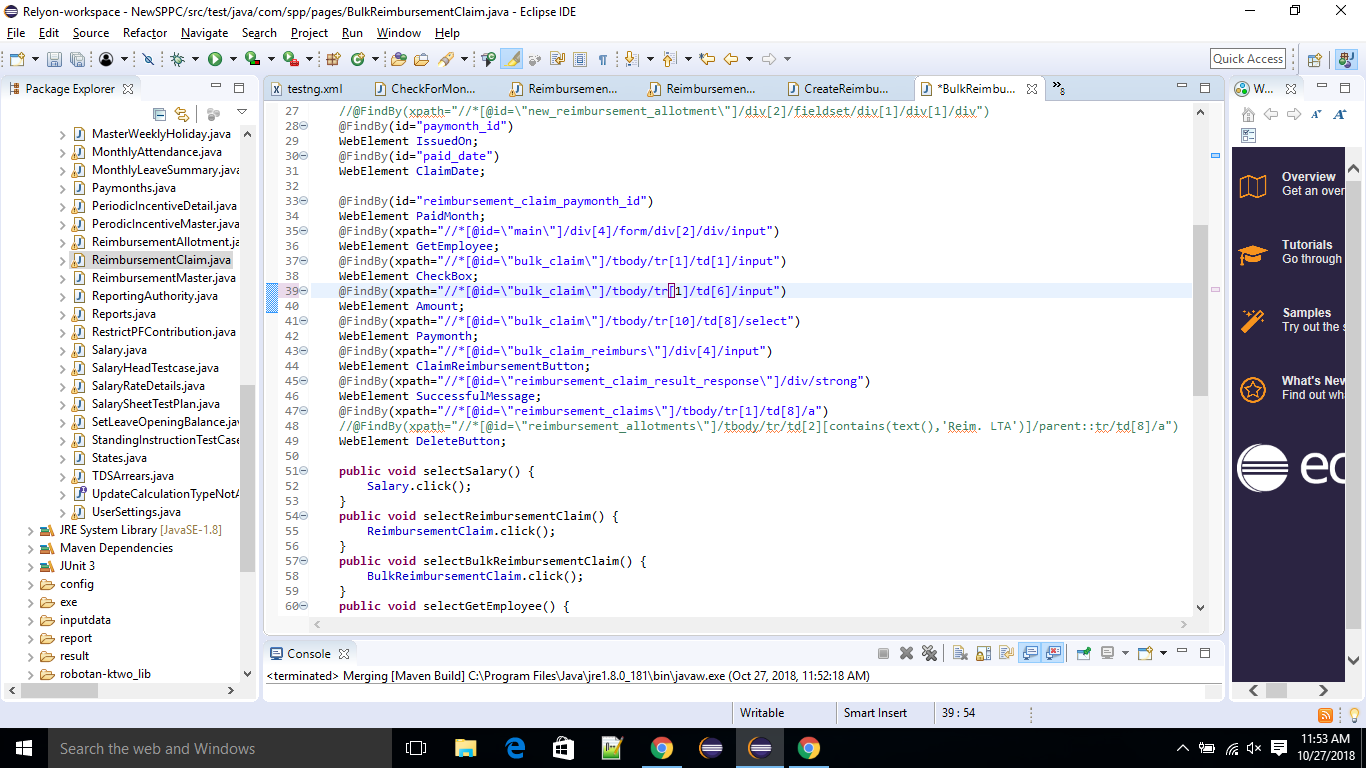 Relyon-workspace - NewSPPC/src/test/java/com/spp/pages/BulkReimbursementClaim.java - Eclipse IDE
File Edit Source Refactor Navigate Search Project Run Window Help
Quick Access
Package Explorer
testng.xml CheckForMon... Reimbursemen... Reimbursemen... CreateReimbu... *BulkReimbu... 8
W...
MasterWeeklyHoliday.java
MonthlyAttendance.java
MonthlyLeaveSummary.java
Paymonths.java
PeriodicIncentiveDetail.java
PerodicIncentiveMaster.java
ReimbursementAllotment.ja
ReimbursementClaim.java
ReimbursementMaster.java
ReportingAuthority.java
Reports.java
RestrictPFContribution.java
Salary.java
SalaryHeadTestcase.java
SalaryRateDetails.java
SalarySheetTestPlan.java
SetLeaveOpeningBalance.jav
StandingInstructionTestCase
States.java
TDSArrears.java
UpdateCalculationTypeNotA
UserSettings.java
JRE System Library [JavaSE-1.8]
Maven Dependencies
JUnit 3
config
exe
inputdata
report
result
robotan-ktwo_lib
27 //@FindBy(xpath="//*[@id=\"new_reimbursement_allotment\"]/div[2]/fieldset/div[1]/div[1]/div")
28 @FindBy(id="paymonth_id")
29 WebElement IssuedOn;
30 @FindBy(id="paid_date")
31 WebElement ClaimDate;
32
33 @FindBy(id="reimbursement_claim_paymonth_id")
34 WebElement PaidMonth;
35 @FindBy(xpath="//*[@id=\"main\"]/div[4]/form/div[2]/div/input")
36 WebElement GetEmployee;
37 @FindBy(xpath="//*[@id=\"bulk_claim\"]/tbody/tr[1]/td[1]/input")
38 WebElement CheckBox;
39 @FindBy(xpath="//*[@id=\"bulk_claim\"]/tbody/tr[1]/td[6]/input")
40 WebElement Amount;
41 @FindBy(xpath="//*[@id=\"bulk_claim\"]/tbody/tr[10]/td[8]/select")
42 WebElement Paymonth;
43 @FindBy(xpath="//*[@id=\"bulk_claim_reimburs\"]/div[4]/input")
44 WebElement ClaimReimbursementButton;
45 @FindBy(xpath="//*[@id=\"reimbursement_claim_result_response\"]/div/strong")
46 WebElement SuccessfulMessage;
47 @FindBy(xpath="//*[@id=\"reimbursement_claims\"]/tbody/tr[1]/td[8]/a")
48 //@FindBy(xpath="//*[@id=\"reimbursement_allotments\"]/tbody/tr/td[2][contains(text(),'Reim. LTA')]/parent::tr/td[8]/a")
49 WebElement DeleteButton;
50
51 public void selectSalary() {
52 Salary.click();
53 }
54 public void selectReimbursementClaim() {
55 ReimbursementClaim.click();
56 }
57 public void selectBulkReimbursementClaim() {
58 BulkReimbursementClaim.click();
59 }
60 public void selectGetEmployee() {
Overview
Get an over
Tutorials
Go through
Samples
Try out the s
What's New
Find out wha
ec
Console
<terminated> Merging [Maven Build] C:\Program Files\Java\jre1.8.0_181\bin\javaw.exe (Oct 27, 2018, 11:52:18 AM)
Writable Smart Insert 39 : 54
Search the web and Windows
11:53 AM
10/27/2018